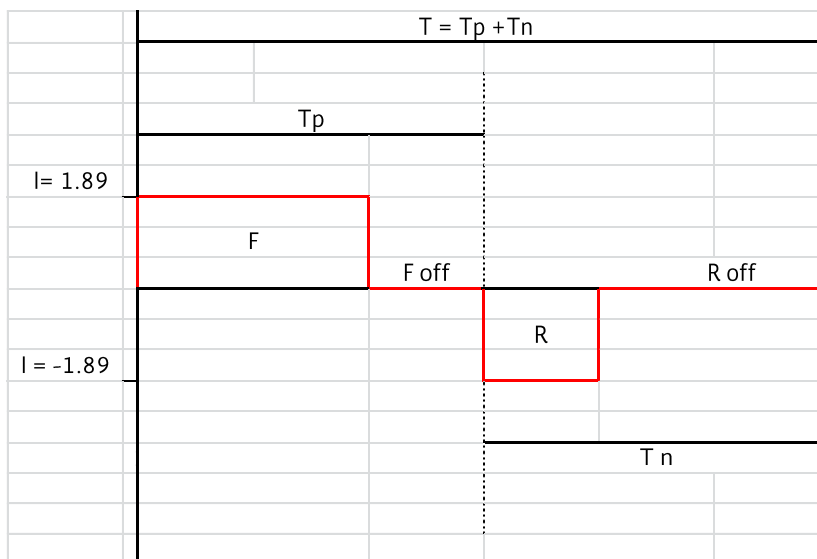 T = Tp +Tn
Tp
I= 1.89
F
F off
R off
R
I = -1.89
T n